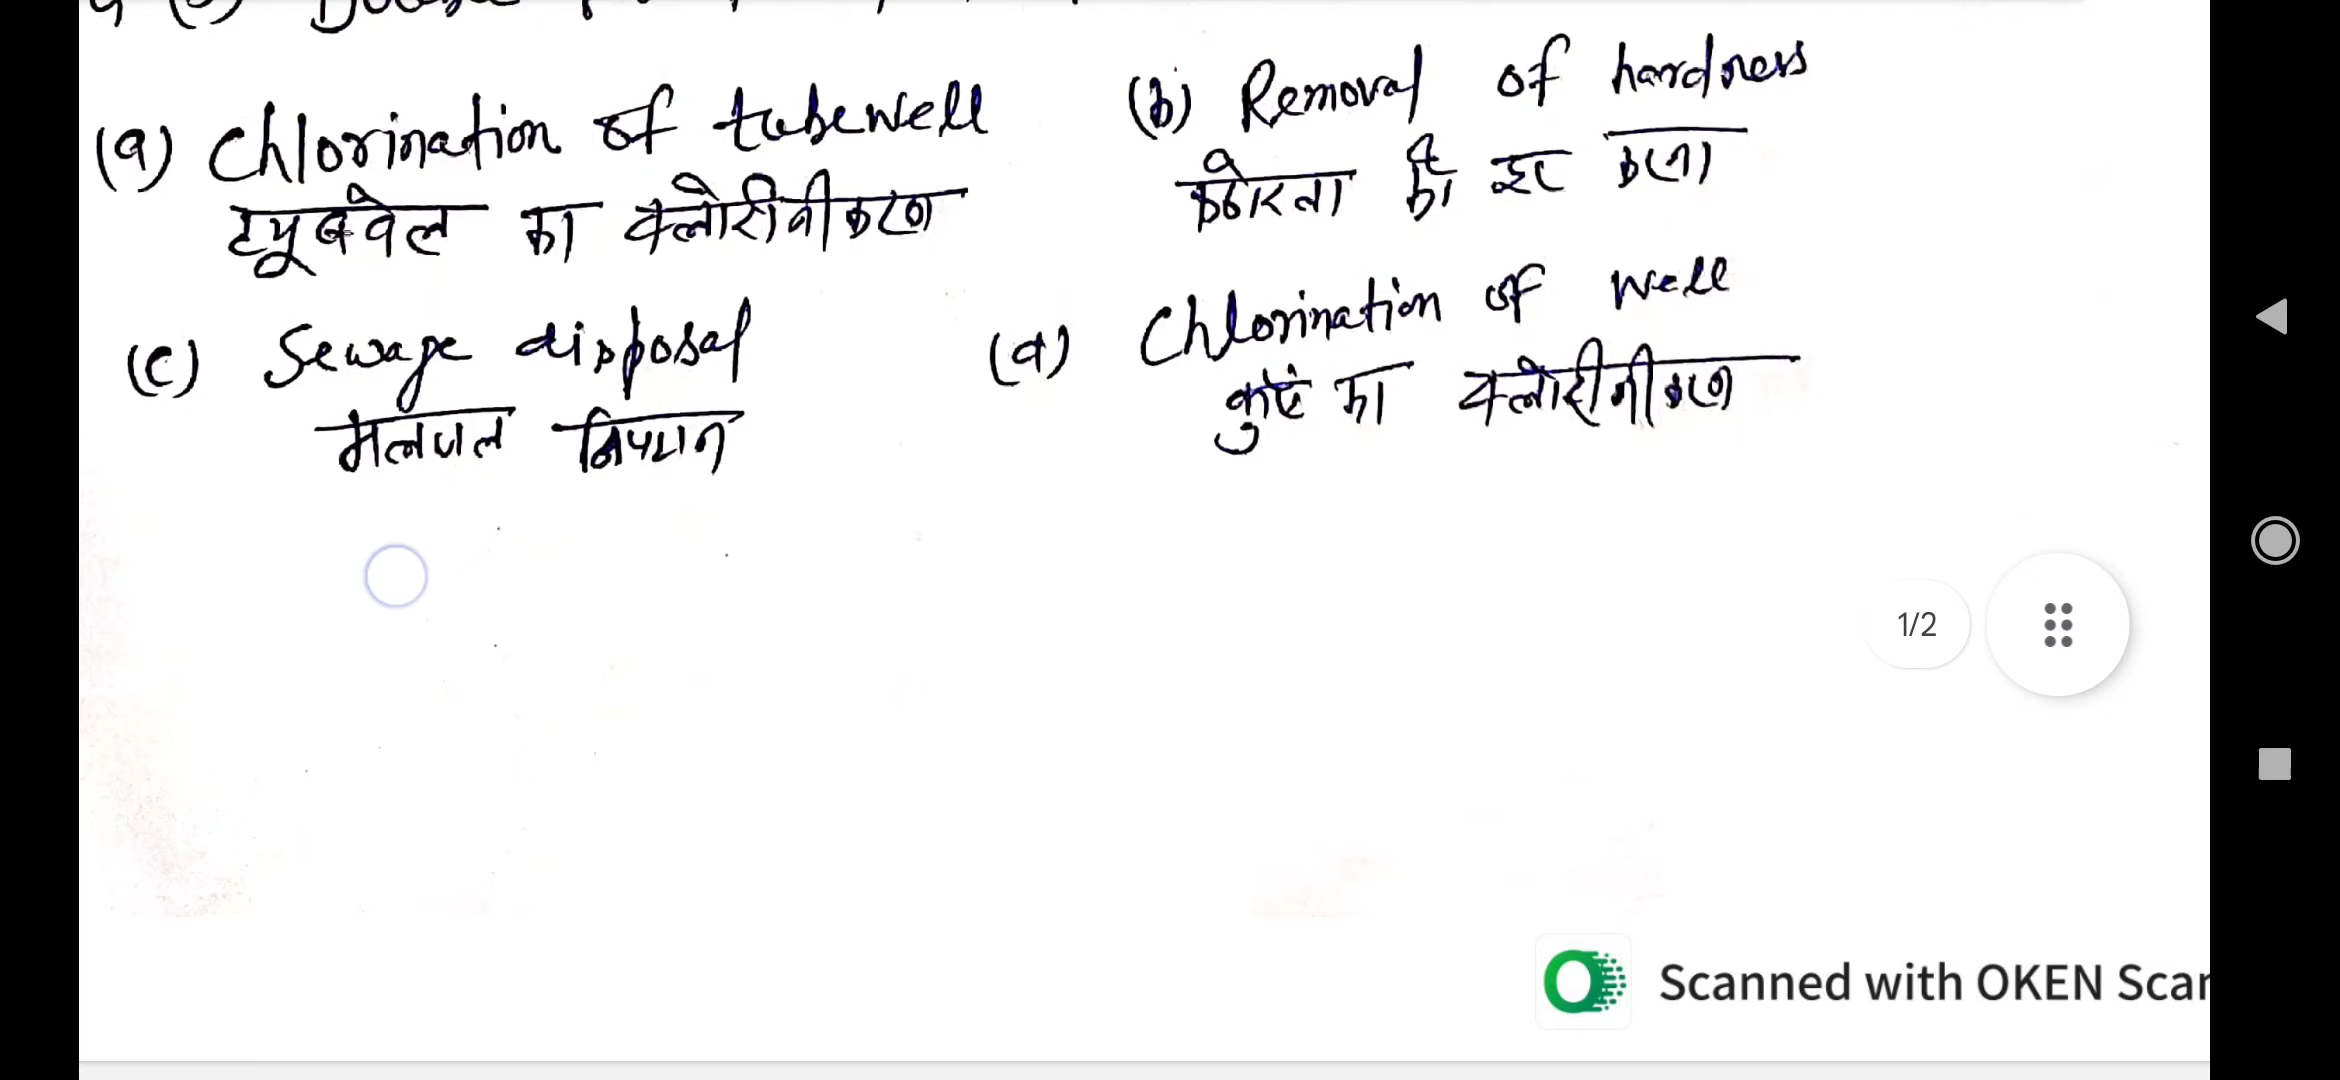 (a) Chlorination of tubewell
(b) Removal of hardness
ट्यूबवेल का क्लोरीनीकरण
कठोरता को दूर करना
(c) Sewage disposal
(d) Chlorination of well
मलजल निपटान
कुएं का क्लोरीनीकरण
1/2
Scanned with OKEN Scan